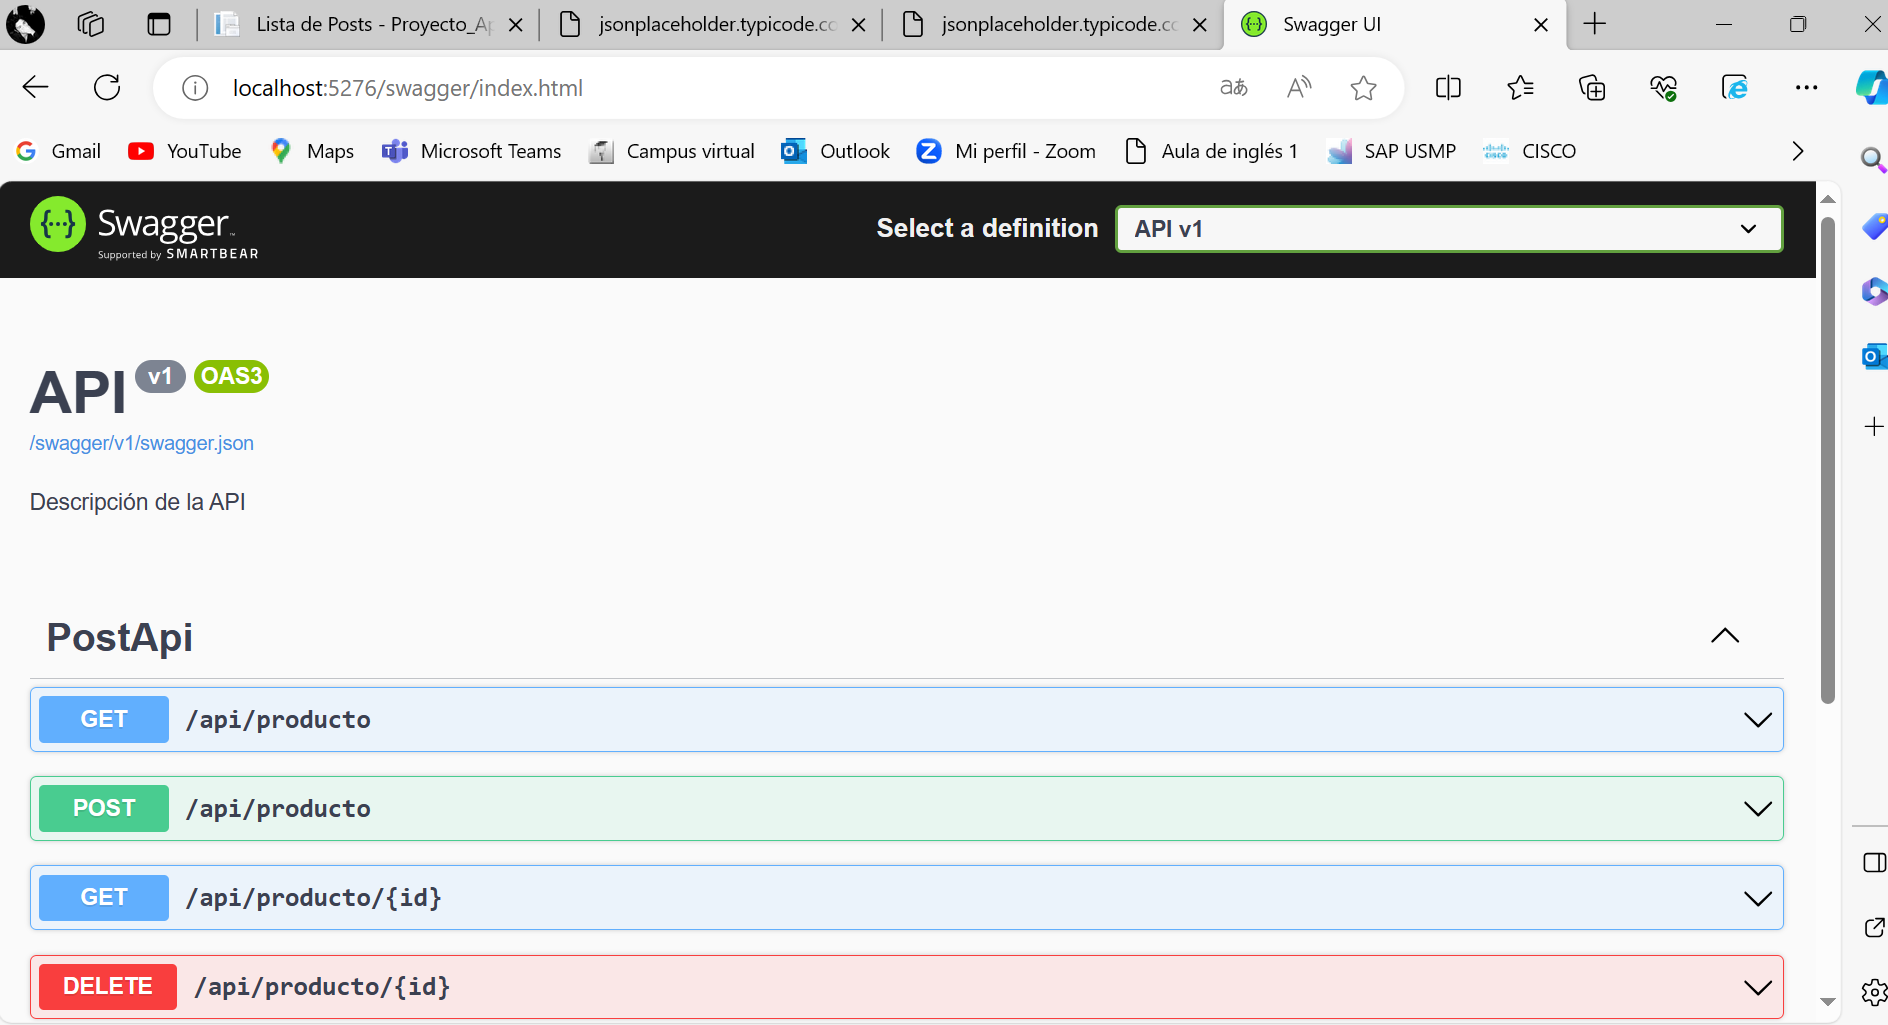 Lista de Posts - Proyecto_Ap
jsonplaceholder.typicode.co
jsonplaceholder.typicode.cc
Swagger UI
localhost:5276/swagger/index.html
Gmail
YouTube
Maps
Microsoft Teams
Campus virtual
Outlook
Mi perfil - Zoom
Aula de inglés 1
SAP USMP
CISCO
Swagger
Supported by SMARTBEAR
Select a definition
API v1
API v1 OAS3
/swagger/v1/swagger.json
Descripción de la API
PostApi
GET /api/producto
POST /api/producto
GET /api/producto/{id}
DELETE /api/producto/{id}